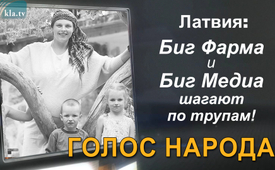 kla.tv
Латвия:
Биг Фарма
и
Биг Медиа
шагают
по трупам!
ГОЛОС НАРОДА